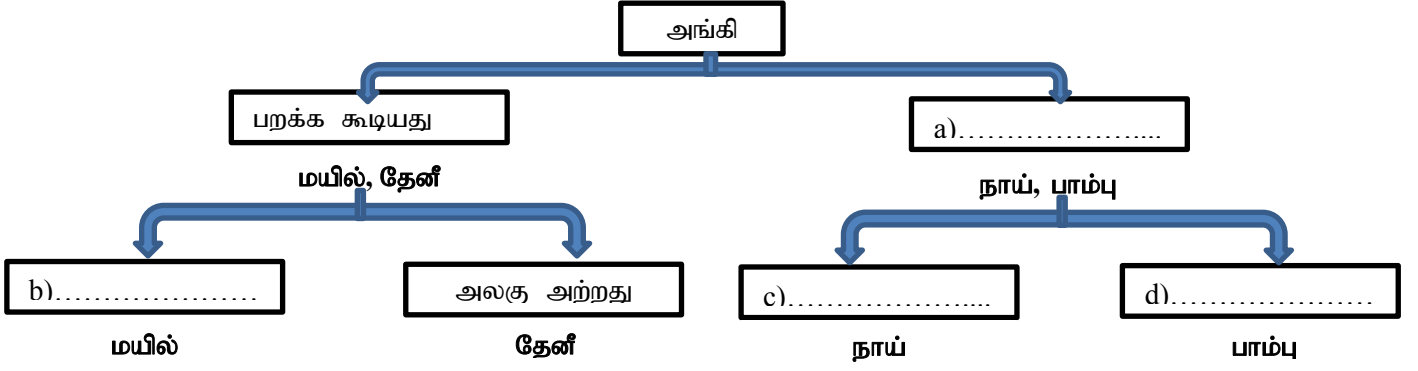 அங்கி
பறக்க கூடியது
a)…………………....
மயில், தேனீ
நாய், பாம்பு
b)…………………
அலகு அற்றது
c)………………....
d)…………………
மயில்
தேனீ
நாய்
பாம்பு